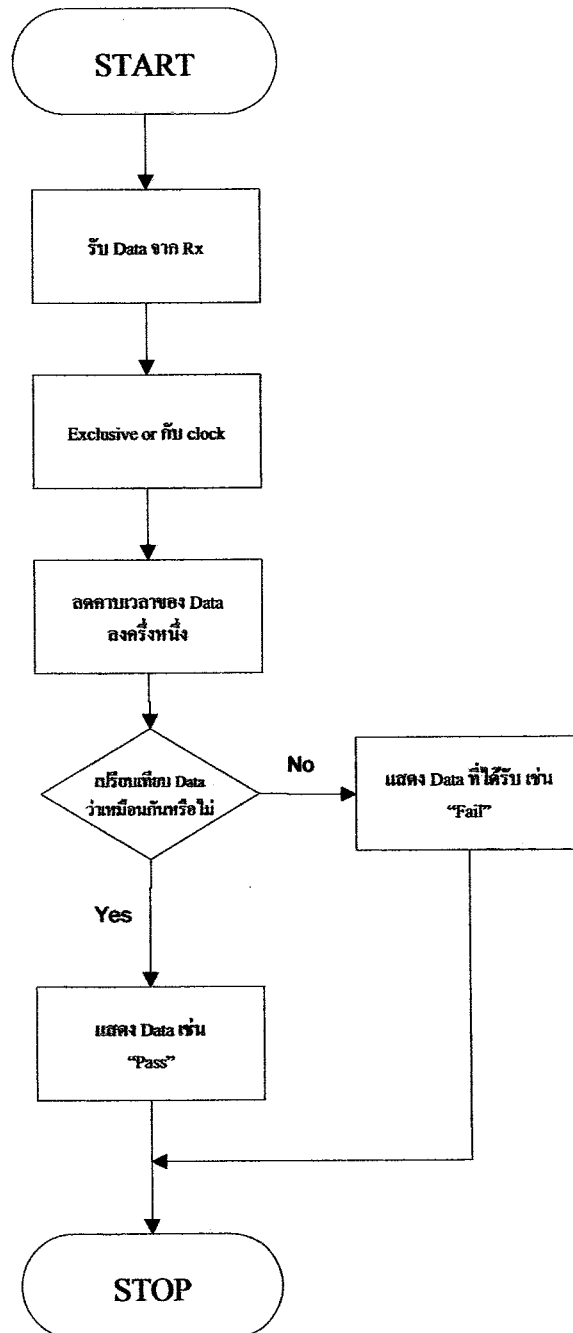 START
รับ Data จาก Rx
Exclusive or กับ clock
ลดคาบเวลาของ Data
ลงครึ่งหนึ่ง
เปรียบเทียบ Data
ว่าเหมือนกันหรือไม่
No
แสดง Data ที่ได้รับ เช่น
“Fail”
Yes
แสดง Data เช่น
“Pass”
STOP